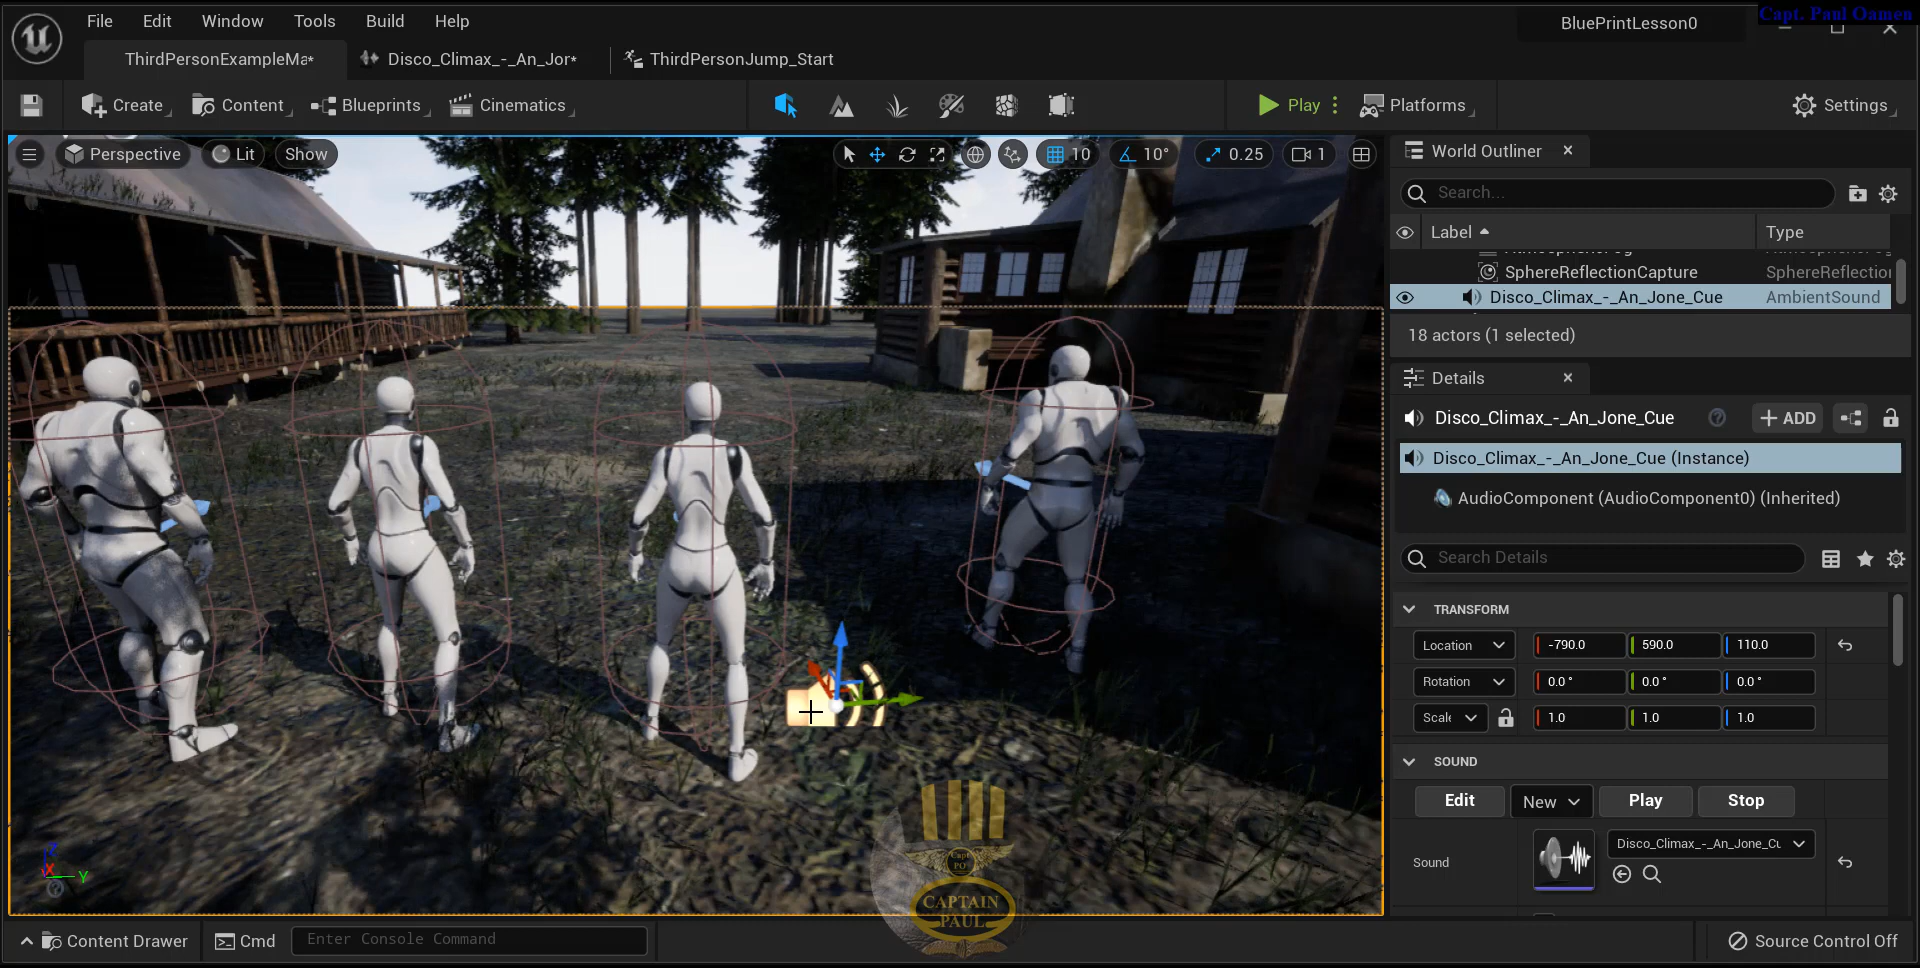 File Edit Window Tools Build Help
BluePrintLesson0
Capt. Paul Oamen
ThirdPersonExampleMa*
Disco_Climax_-_An_Jor*
ThirdPersonJump_Start
Create Content Blueprints Cinematics
Play Platforms Settings
Perspective Lit Show
10 10° 0.25 1
World Outliner
Search...
Label Type
SphereReflectionCapture SphereReflectio
Disco_Climax_-_An_Jone_Cue AmbientSound
18 actors (1 selected)
Details
Disco_Climax_-_An_Jone_Cue
+ ADD
Disco_Climax_-_An_Jone_Cue (Instance)
AudioComponent (AudioComponent0) (Inherited)
Search Details
TRANSFORM
Location -790.0 590.0 110.0
Rotation 0.0° 0.0° 0.0°
Scale 1.0 1.0 1.0
SOUND
Edit New Play Stop
Sound
Disco_Climax_-_An_Jone_Cu
Z
X
Y
Capt
PO
CAPTAIN
PAUL
Content Drawer
Cmd
Enter Console Command
Source Control Off